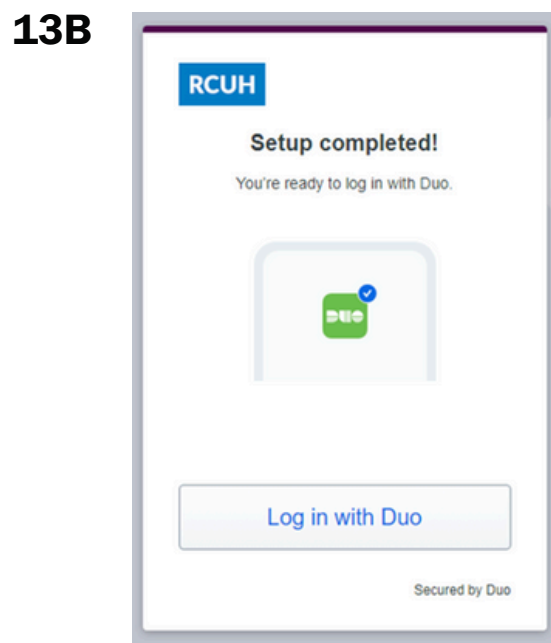 13B
RCUH
Setup completed!
You're ready to log in with Duo.
DUO
Log in with Duo
Secured by Duo